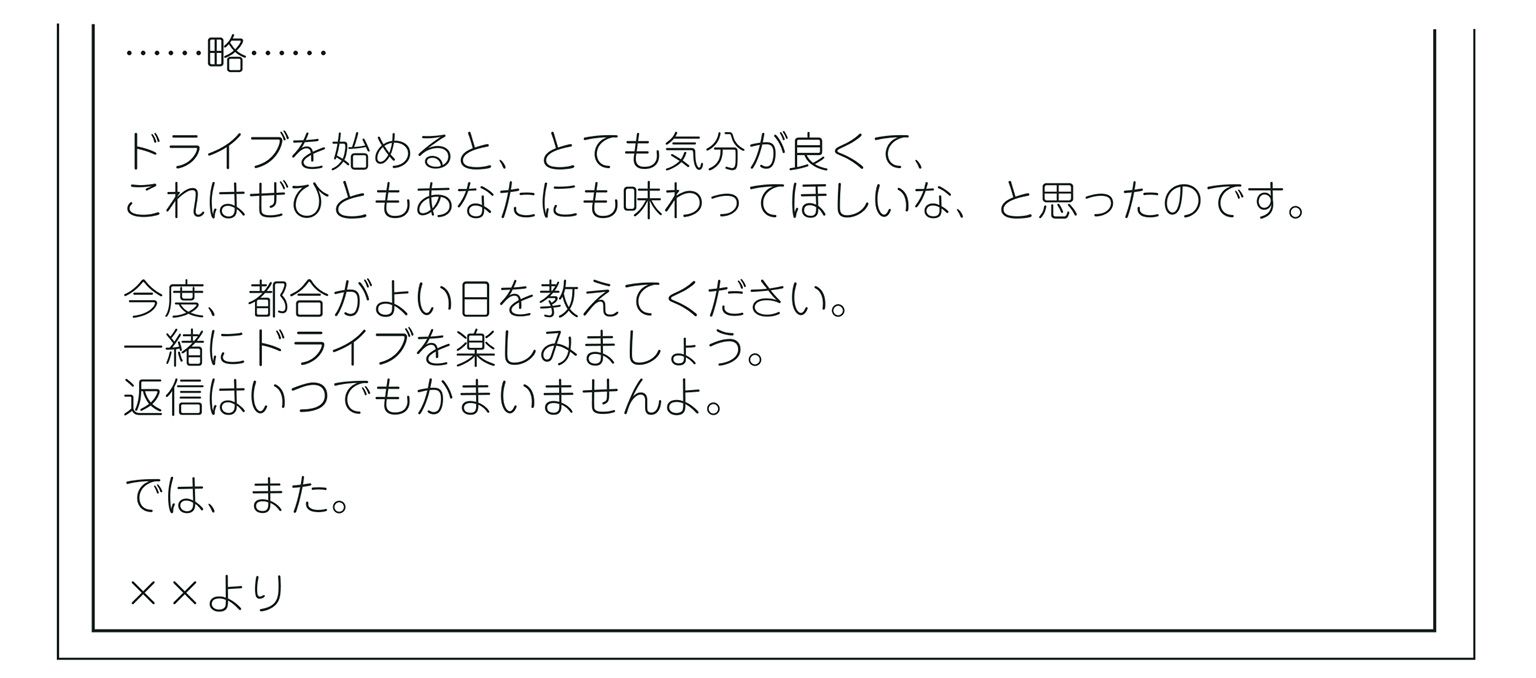 ……略……
ドライブを始めると、とても気分が良くて、
これはぜひともあなたにも味わってほしいな、と思ったのです。
今度、都合がよい日を教えてください。
一緒にドライブを楽しみましょう。
返信はいつでもかまいませんよ。
では、また。
××より